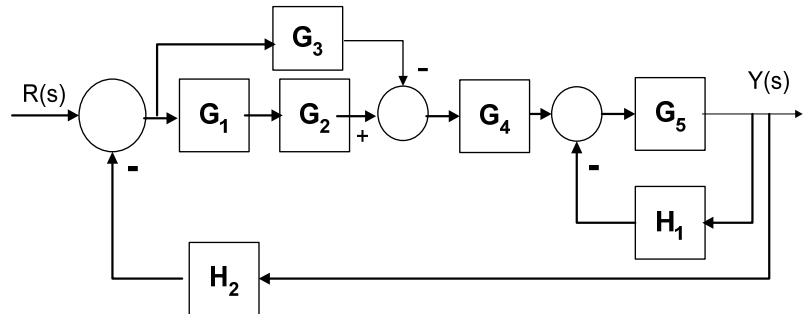 G₃
-
R(s)
G₁
G₂
+
G₄
G₅
Y(s)
-
-
H₁
H₂